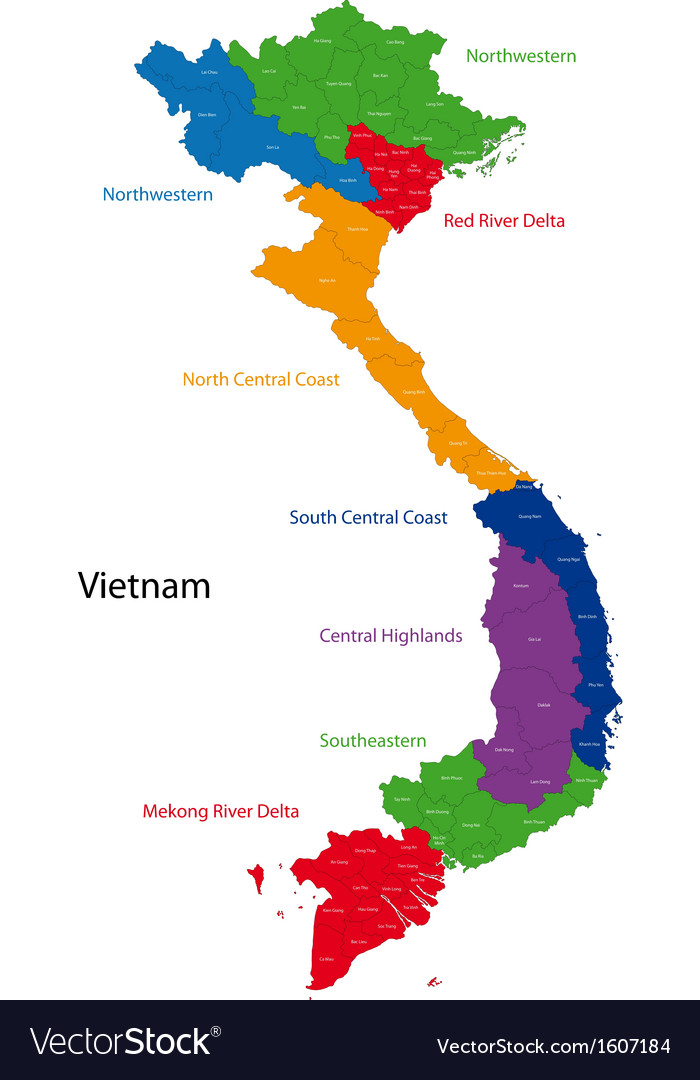 Ha Giang
Cao Bang
Northwestern
Lai Chau
Lao Cai
Bac Kan
Tuyen Quang
Lang Son
Yen Bai
Dien Bien
Thai Nguyen
Phu Tho
Vinh Phuc
Bac Giang
Son La
Ha Noi
Bac Ninh
Quang Ninh
Ha Dong
Hung
Yen
Hai
Duong
Hai
Phong
Hoa Binh
Ha Nam
Thai Binh
Northwestern
Nam Dinh
Ninh Binh
Red River Delta
Thanh Hoa
Nghe An
Ha Tinh
North Central Coast
Quang Binh
Quang Tri
Thua Thien Hue
Da Nang
South Central Coast
Quang Nam
Quang Ngai
Vietnam
Kontum
Binh Dinh
Central Highlands
Gia Lai
Phu Yen
Daklak
Southeastern
Dak Nong
Khanh Hoa
Binh Phuoc
Lam Dong
Ninh Thuan
Tay Ninh
Mekong River Delta
Binh Duong
Dong Nai
Binh Thuan
Ho Chi
Minh
Long An
Dong Thap
Ba Ria
An Giang
Tien Giang
Can Tho
Vinh Long
Ben Tre
Kien Giang
Hau Giang
Tra Vinh
Soc Trang
Bac Lieu
Ca Mau
VectorStock®
VectorStock.com/1607184